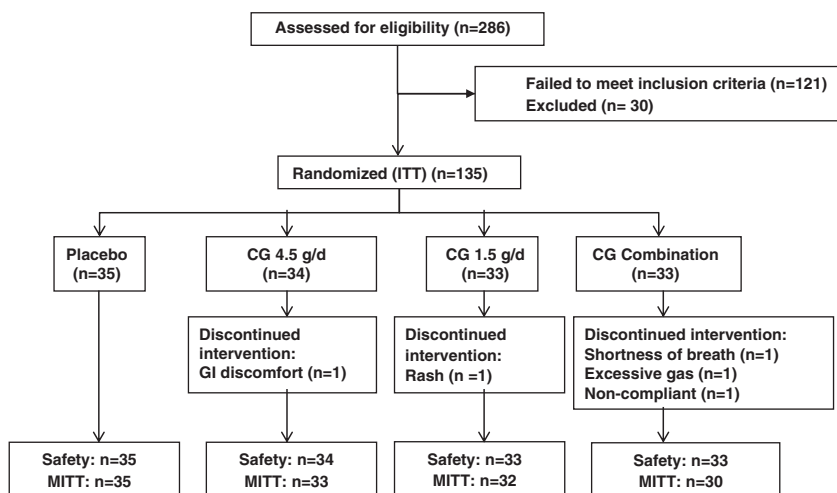 Assessed for eligibility (n=286)
Failed to meet inclusion criteria (n=121)
Excluded (n= 30)
Randomized (ITT) (n=135)
Placebo
(n=35)
CG 4.5 g/d
(n=34)
CG 1.5 g/d
(n=33)
CG Combination
(n=33)
Discontinued
intervention:
GI discomfort (n=1)
Discontinued
intervention:
Rash (n =1)
Discontinued intervention:
Shortness of breath (n=1)
Excessive gas (n=1)
Non-compliant (n=1)
Safety: n=35
MITT: n=35
Safety: n=34
MITT: n=33
Safety: n=33
MITT: n=32
Safety: n=33
MITT: n=30